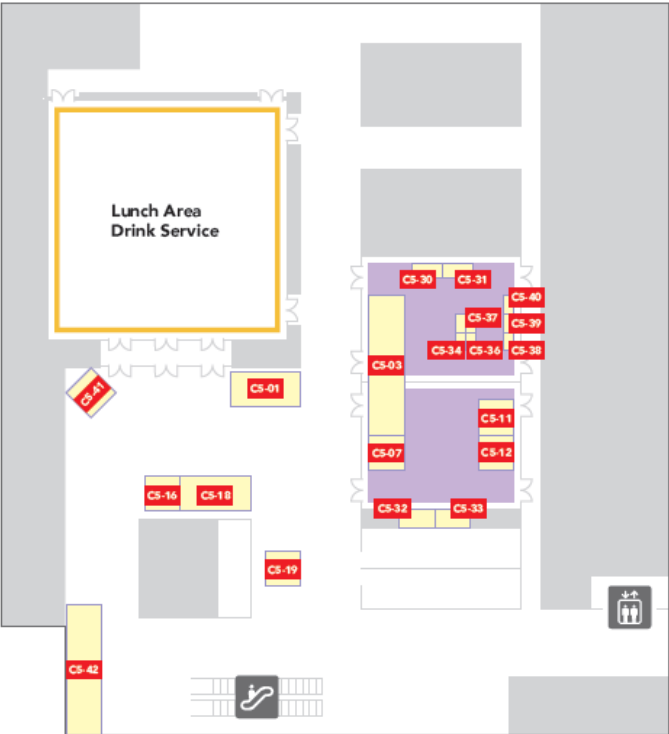 Lunch Area
Drink Service
C5-30
C5-31
C5-40
C5-37
C5-39
C5-34
C5-36
C5-38
C5-03
C5-41
C5-01
C5-11
C5-07
C5-12
C5-16
C5-18
C5-32
C5-33
C5-19
C5-42